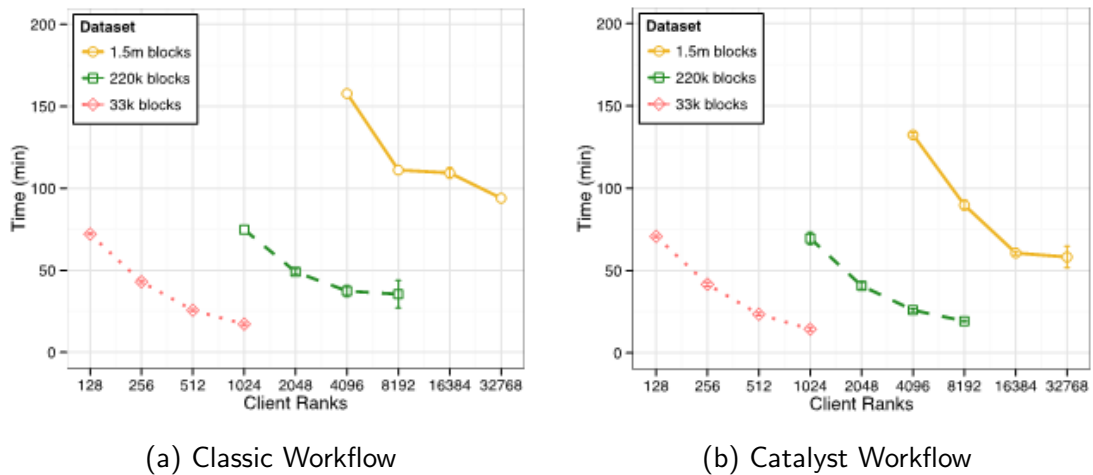 200
150
100
50
0
Time (min)
Dataset
1.5m blocks
220k blocks
33k blocks
128 256 512 1024 2048 4096 8192 16384 32768
Client Ranks
(a) Classic Workflow
200
150
100
50
0
Time (min)
Dataset
1.5m blocks
220k blocks
33k blocks
128 256 512 1024 2048 4096 8192 16384 32768
Client Ranks
(b) Catalyst Workflow